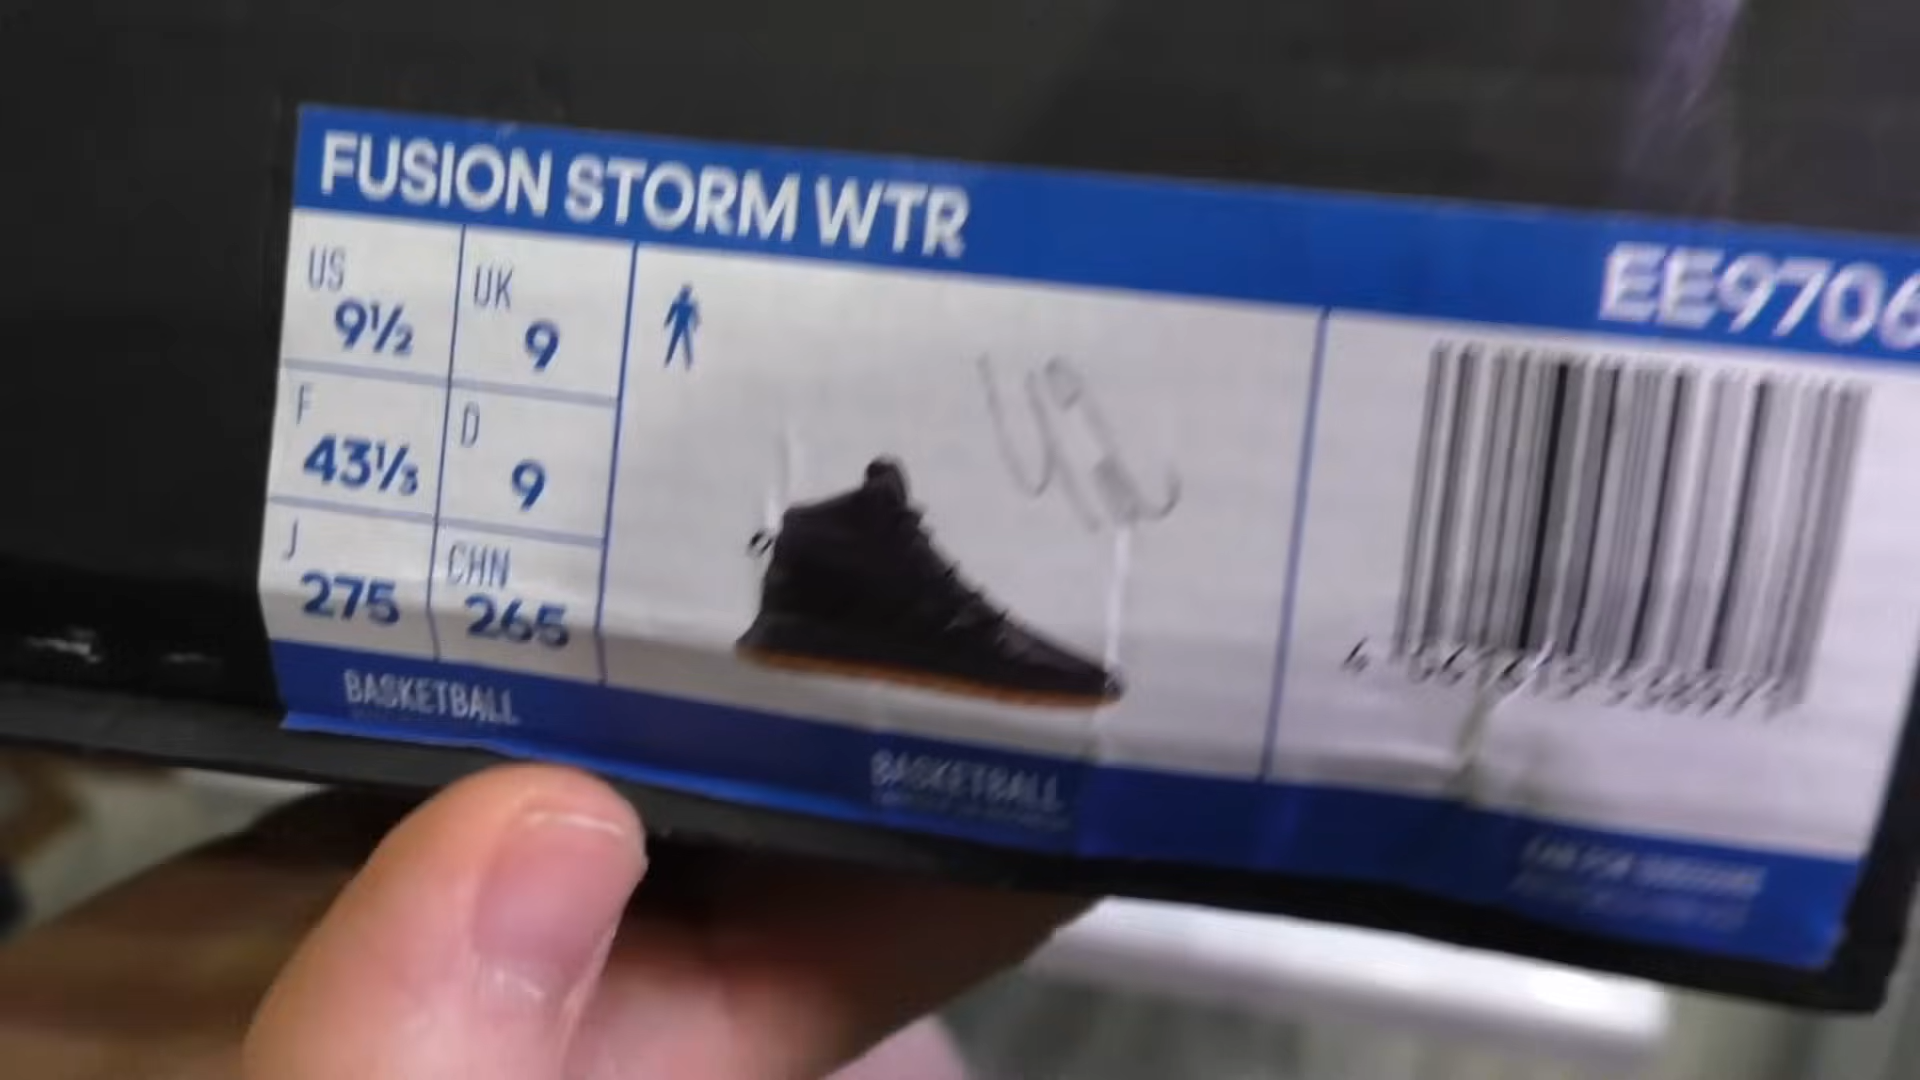 FUSION STORM WTR
EE9706
US
9½
UK
9
F
43⅓
D
9
J
275
CHN
265
BASKETBALL
BASKETBALL